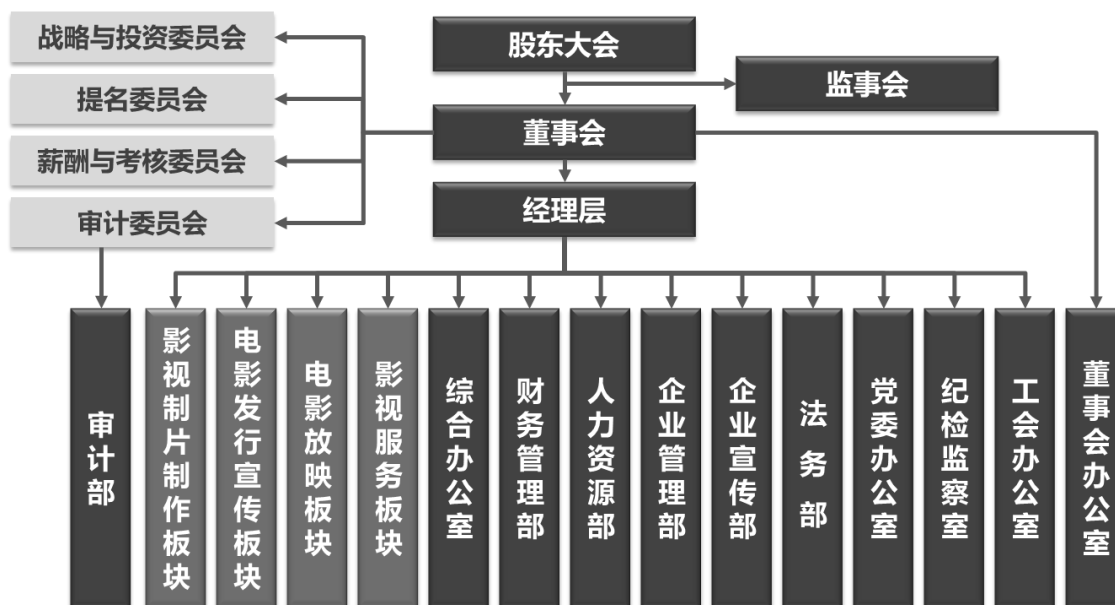 战略与投资委员会
股东大会
提名委员会
监事会
董事会
薪酬与考核委员会
经理层
审计委员会
审计部
影视制片制作板块
电影发行宣传板块
电影放映板块
影视服务板块
综合办公室
财务管理部
人力资源部
企业管理部
企业宣传部
法务部
党委办公室
纪检监察室
工会办公室
董事会办公室